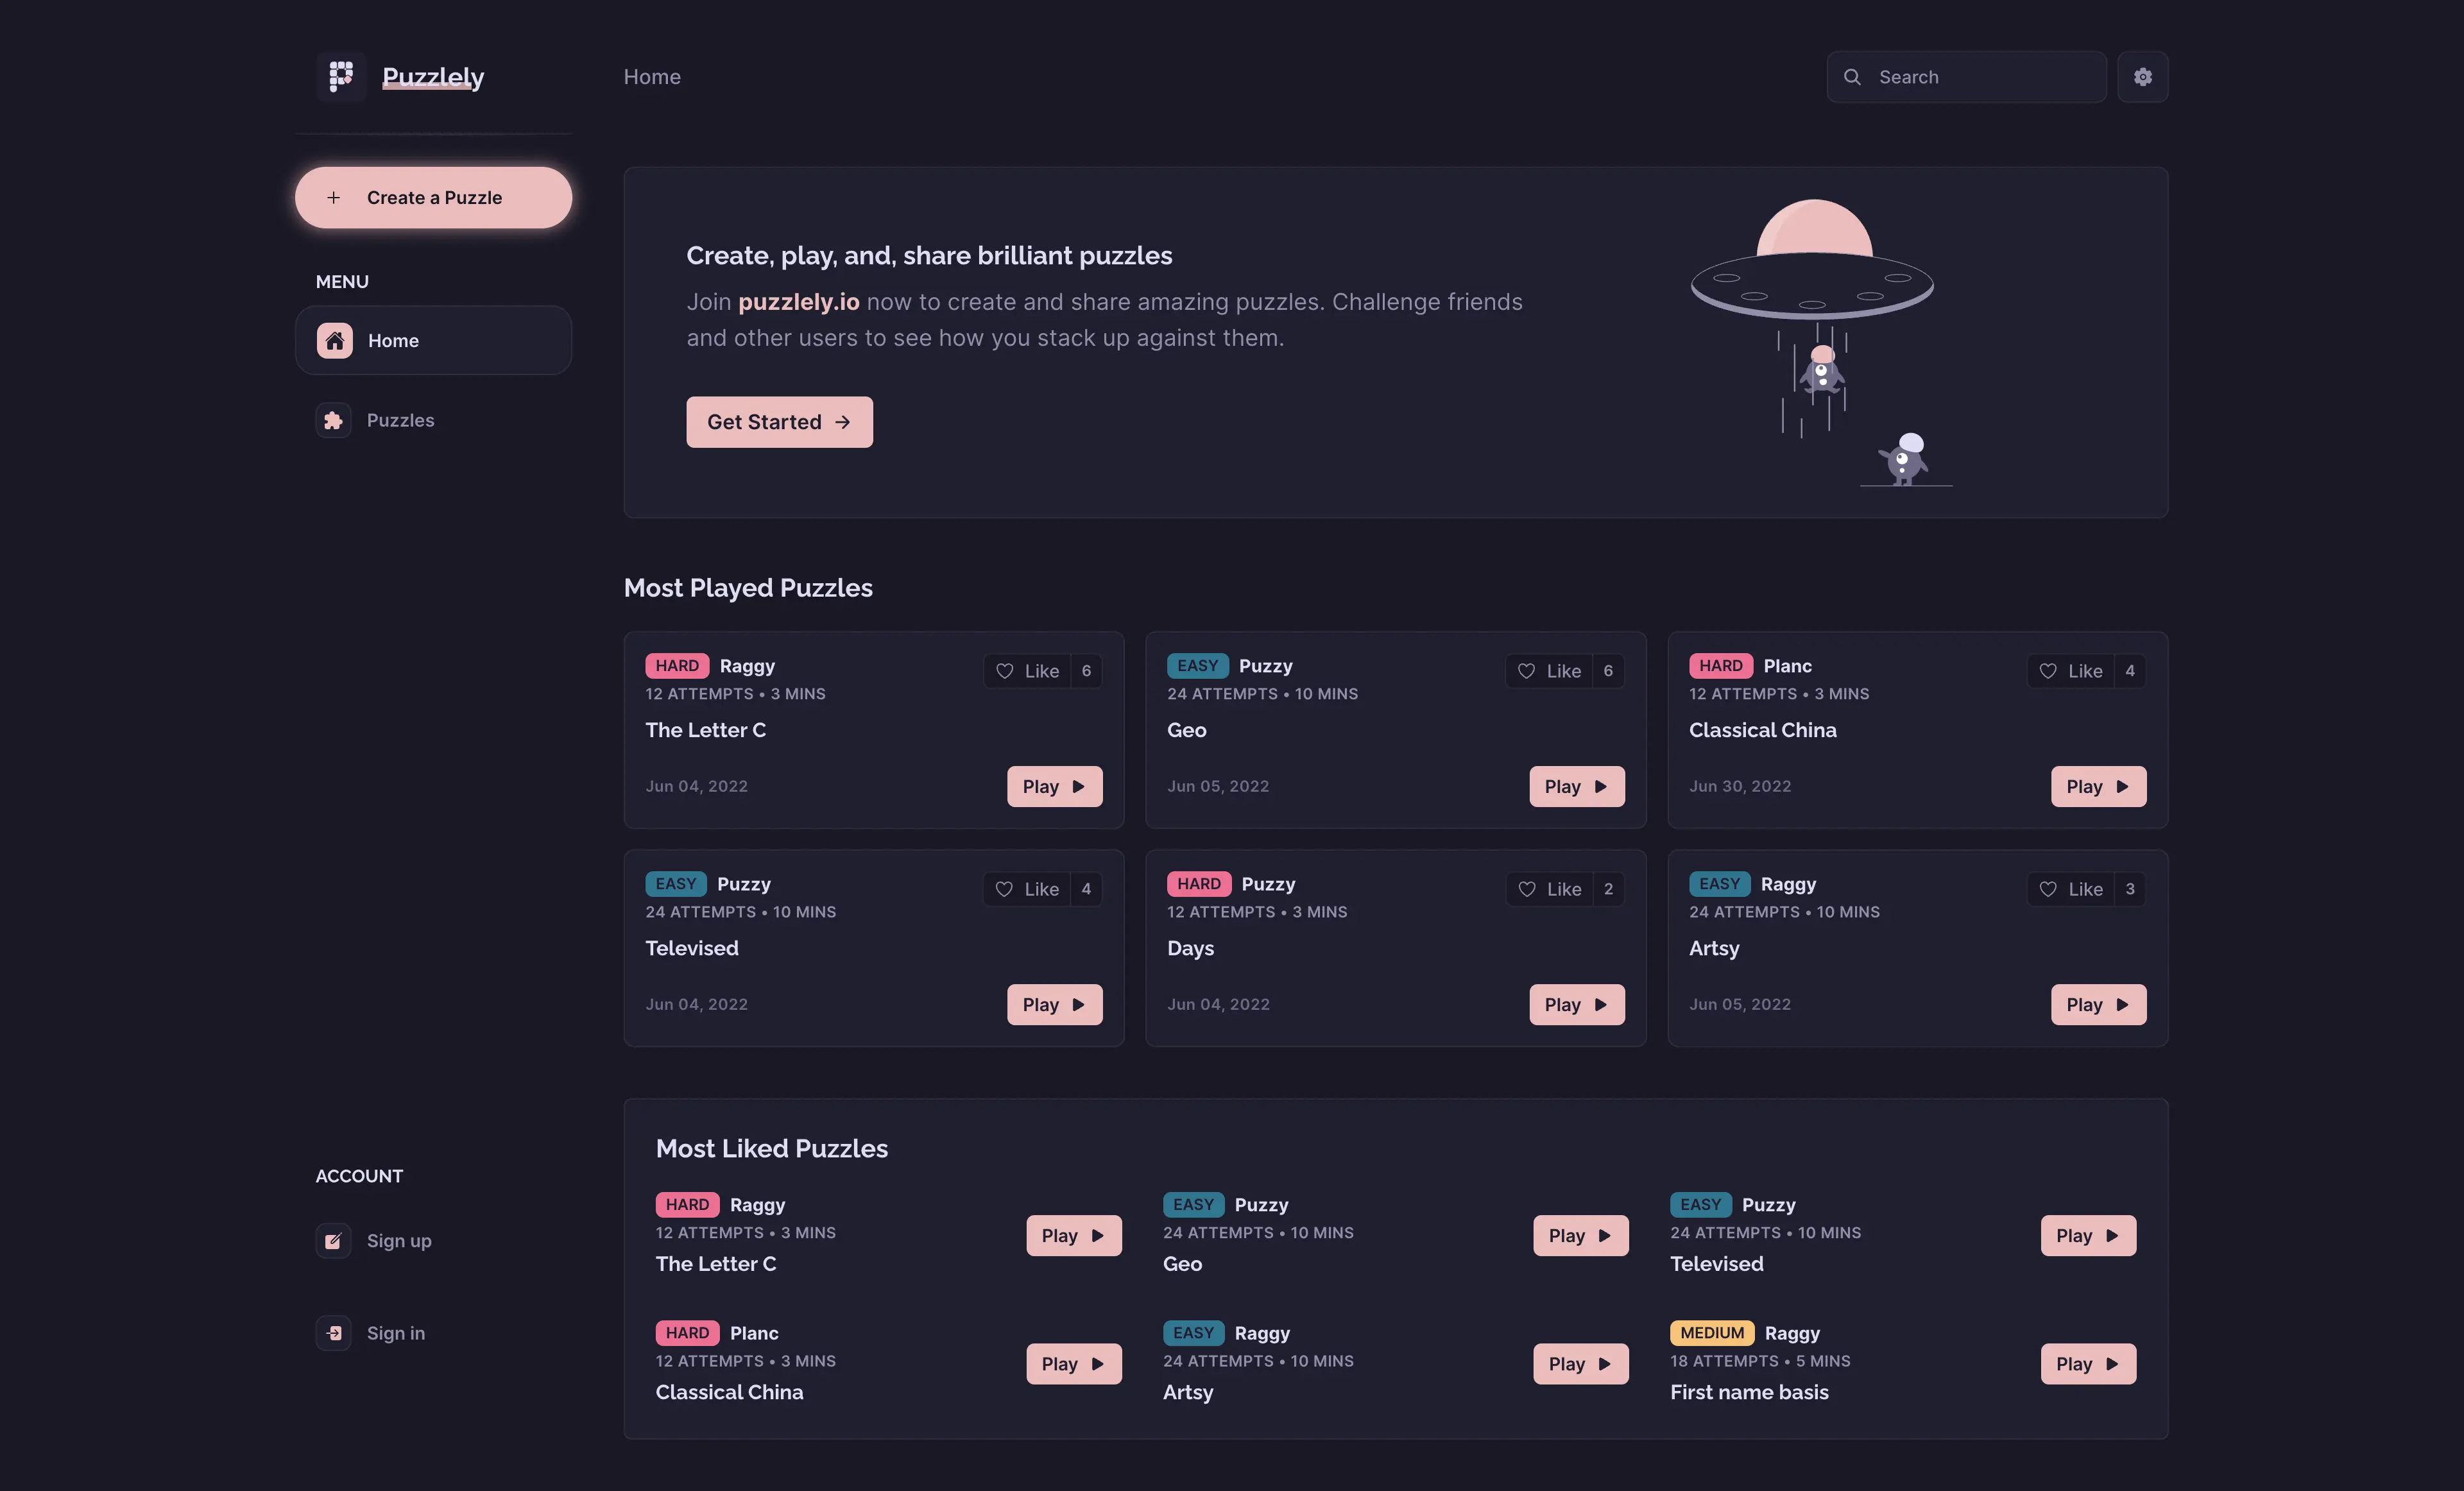 Puzzlely
Home
Search
Create a Puzzle
MENU
Home
Puzzles
Create, play, and, share brilliant puzzles
Join puzzlely.io now to create and share amazing puzzles. Challenge friends
and other users to see how you stack up against them.
Get Started
Most Played Puzzles
HARD Raggy
Like 6
12 ATTEMPTS • 3 MINS
The Letter C
Jun 04, 2022
Play
EASY Puzzy
Like 6
24 ATTEMPTS • 10 MINS
Geo
Jun 05, 2022
Play
HARD Planc
Like 4
12 ATTEMPTS • 3 MINS
Classical China
Jun 30, 2022
Play
EASY Puzzy
Like 4
24 ATTEMPTS • 10 MINS
Televised
Jun 04, 2022
Play
HARD Puzzy
Like 2
12 ATTEMPTS • 3 MINS
Days
Jun 04, 2022
Play
EASY Raggy
Like 3
24 ATTEMPTS • 10 MINS
Artsy
Jun 05, 2022
Play
Most Liked Puzzles
HARD Raggy
12 ATTEMPTS • 3 MINS
The Letter C
Play
EASY Puzzy
24 ATTEMPTS • 10 MINS
Geo
Play
EASY Puzzy
24 ATTEMPTS • 10 MINS
Televised
Play
HARD Planc
12 ATTEMPTS • 3 MINS
Classical China
Play
EASY Raggy
24 ATTEMPTS • 10 MINS
Artsy
Play
MEDIUM Raggy
18 ATTEMPTS • 5 MINS
First name basis
Play
ACCOUNT
Sign up
Sign in